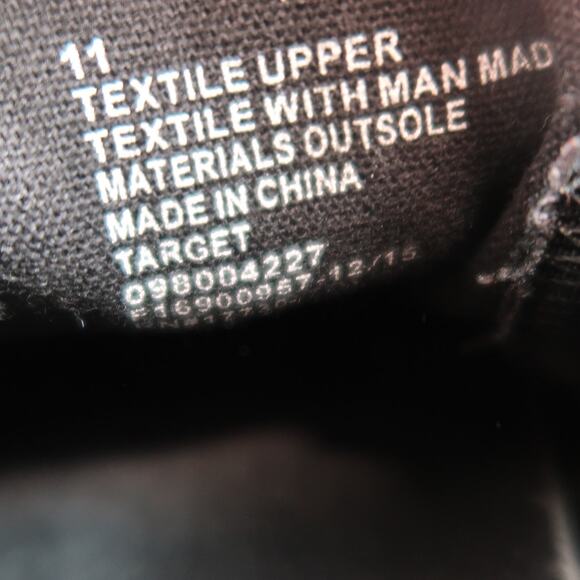 11
TEXTILE UPPER
TEXTILE WITH MAN MAD
MATERIALS OUTSOLE
MADE IN CHINA
TARGET
098004227